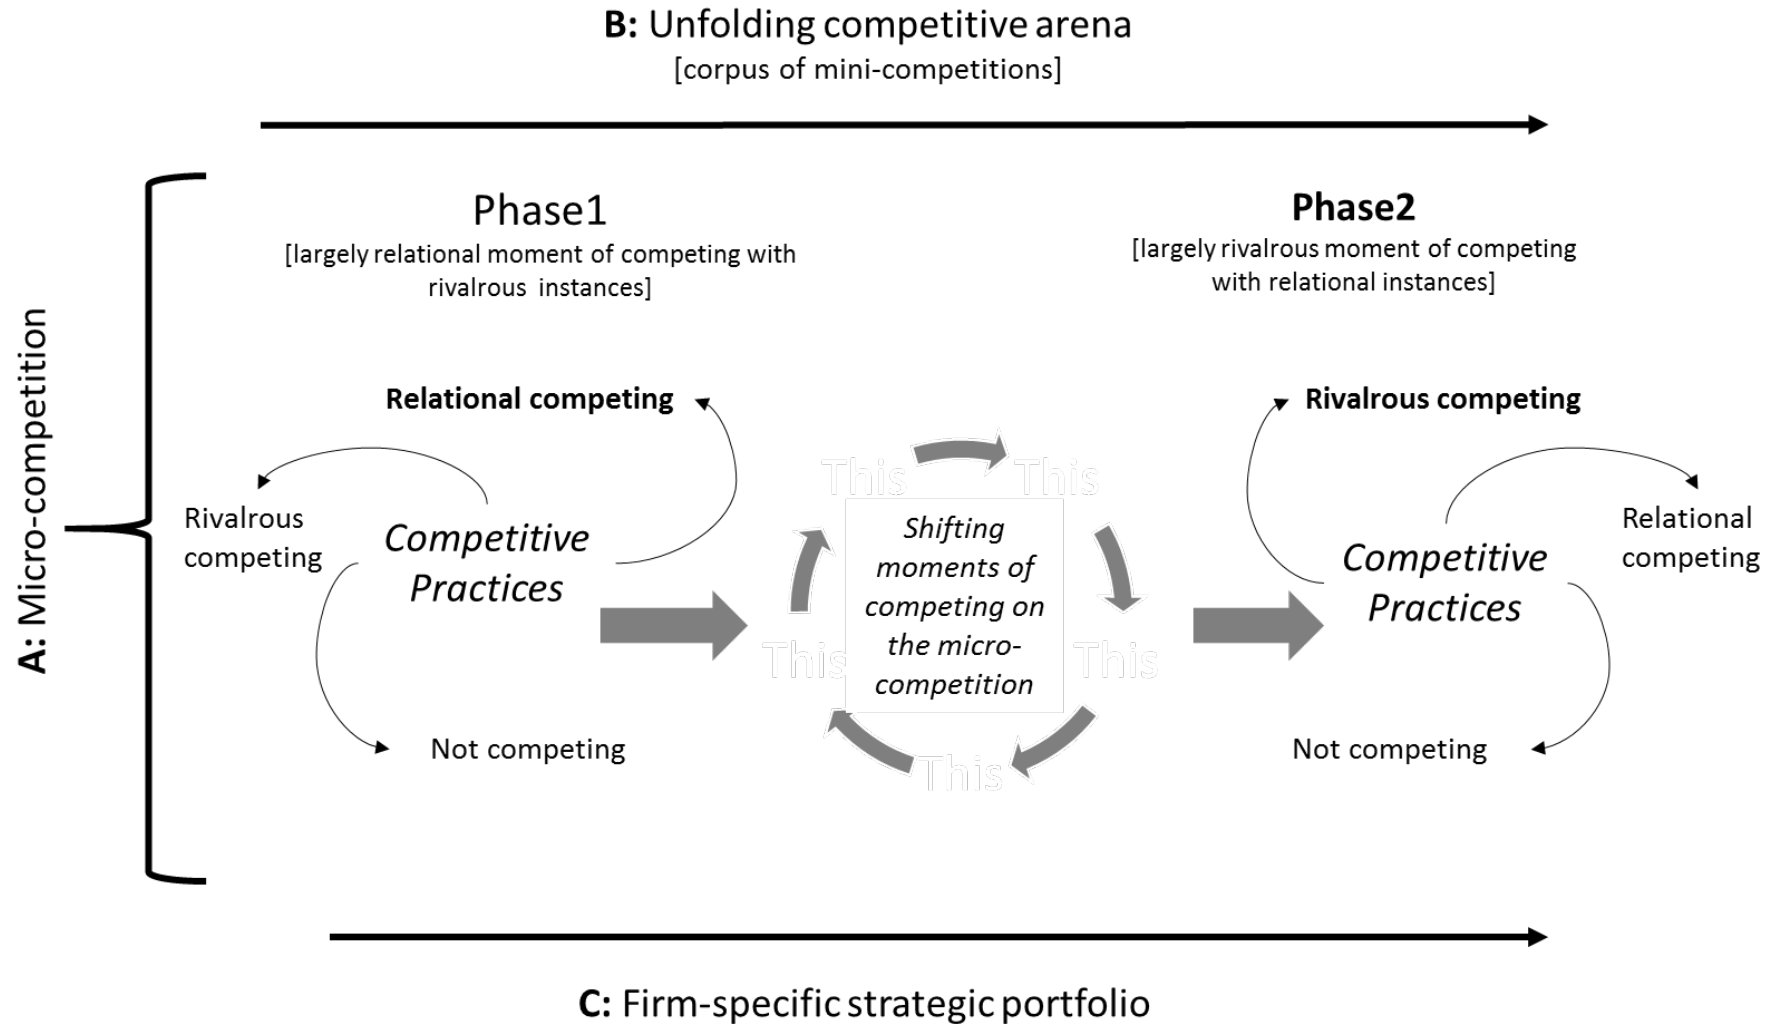 B: Unfolding competitive arena
[corpus of mini-competitions]
A: Micro-competition
Phase1
[largely relational moment of competing with
rivalrous instances]
Phase2
[largely rivalrous moment of competing
with relational instances]
Relational competing
Rivalrous
competing
Competitive
Practices
Not competing
This
This
This
This
This
Shifting
moments of
competing on
the micro-
competition
Rivalrous competing
Relational
competing
Competitive
Practices
Not competing
C: Firm-specific strategic portfolio